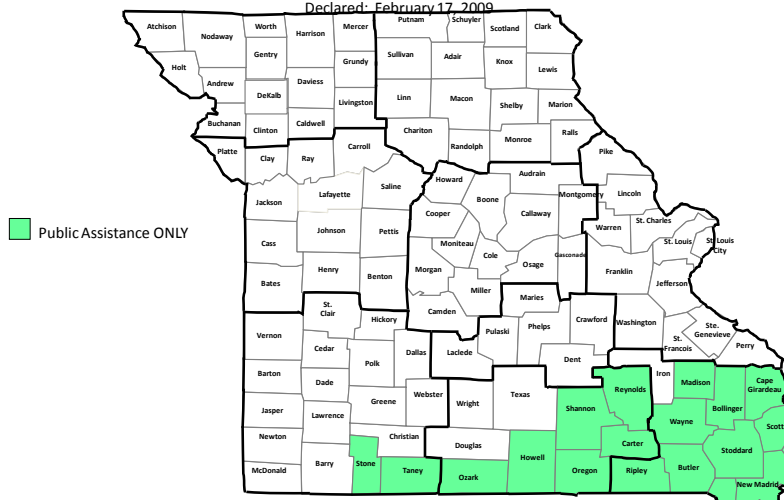 Declared: February 17, 2009
Atchison
Nodaway
Worth
Harrison
Mercer
Putnam
Schuyler
Scotland
Clark
Holt
Andrew
Gentry
DeKalb
Daviess
Grundy
Sullivan
Adair
Knox
Lewis
Buchanan
Clinton
Caldwell
Livingston
Linn
Macon
Shelby
Marion
Platte
Clay
Ray
Carroll
Chariton
Randolph
Monroe
Ralls
Pike
Jackson
Lafayette
Saline
Howard
Boone
Audrain
Callaway
Montgomery
Lincoln
Public Assistance ONLY
Cass
Johnson
Pettis
Cooper
Moniteau
Cole
Osage
Gasconade
Warren
St. Charles
St. Louis
St. Louis
City
Bates
Henry
Benton
Morgan
Miller
Camden
Maries
Franklin
Jefferson
St.
Clair
Hickory
Vernon
Cedar
Polk
Dallas
Laclede
Pulaski
Phelps
Crawford
Dent
Washington
St.
Francois
Ste.
Genevieve
Perry
Barton
Dade
Greene
Webster
Wright
Texas
Shannon
Reynolds
Iron
Madison
Bollinger
Cape
Girardeau
Jasper
Lawrence
Christian
Douglas
Carter
Wayne
Stoddard
Scott
Newton
McDonald
Barry
Stone
Taney
Ozark
Howell
Oregon
Ripley
Butler
New Madrid